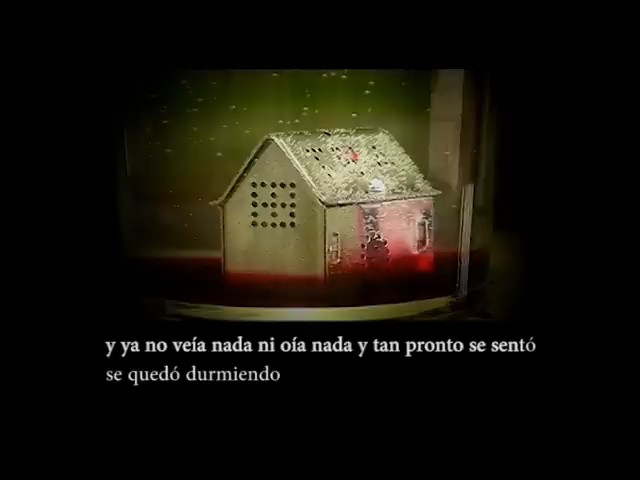 y ya no veía nada ni oía nada y tan pronto se sentó
se quedó durmiendo